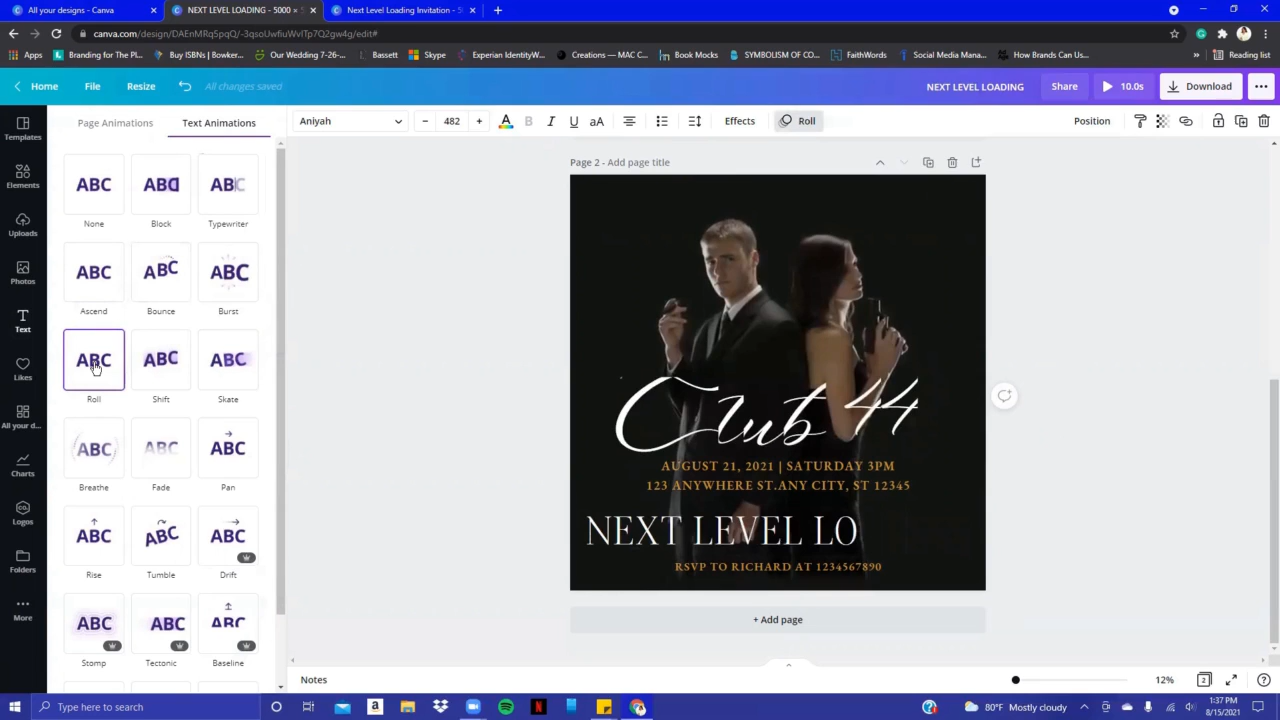 All your designs - Canva
NEXT LEVEL LOADING - 5000 × 5
Next Level Loading Invitation - 5
canva.com/design/DAEnMRq5pqQ/-3qsoUwfiuWvITp7Q2gw4g/edit#
Apps
Branding for The Pl...
Buy ISBNs | Bowker...
Our Wedding 7-26-...
Bassett
Skype
Experian IdentityW...
Creations — MAC C...
Book Mocks
SYMBOLISM OF CO...
FaithWords
Social Media Mana...
How Brands Can Us...
Reading list
Home
File
Resize
All changes saved
NEXT LEVEL LOADING
Share
10.0s
Download
Templates
Elements
Uploads
Photos
Text
Likes
All your d...
Charts
Logos
Folders
More
Page Animations
Text Animations
ABC
ABC
ABC
None
Block
Typewriter
ABC
ABC
ABC
Ascend
Bounce
Burst
ABC
ABC
ABC
Roll
Shift
Skate
ABC
ABC
ABC
Breathe
Fade
Pan
ABC
ABC
ABC
Rise
Tumble
Drift
ABC
ABC
ABC
Stomp
Tectonic
Baseline
Aniyah
− 482 +
A
B
I
U
aA
Effects
Roll
Position
Page 2 - Add page title
Club 44
AUGUST 21, 2021 | SATURDAY 3PM
123 ANYWHERE ST.ANY CITY, ST 12345
NEXT LEVEL LO
RSVP TO RICHARD AT 1234567890
+ Add page
Notes
12%
2
Type here to search
80°F Mostly cloudy
1:37 PM
8/15/2021